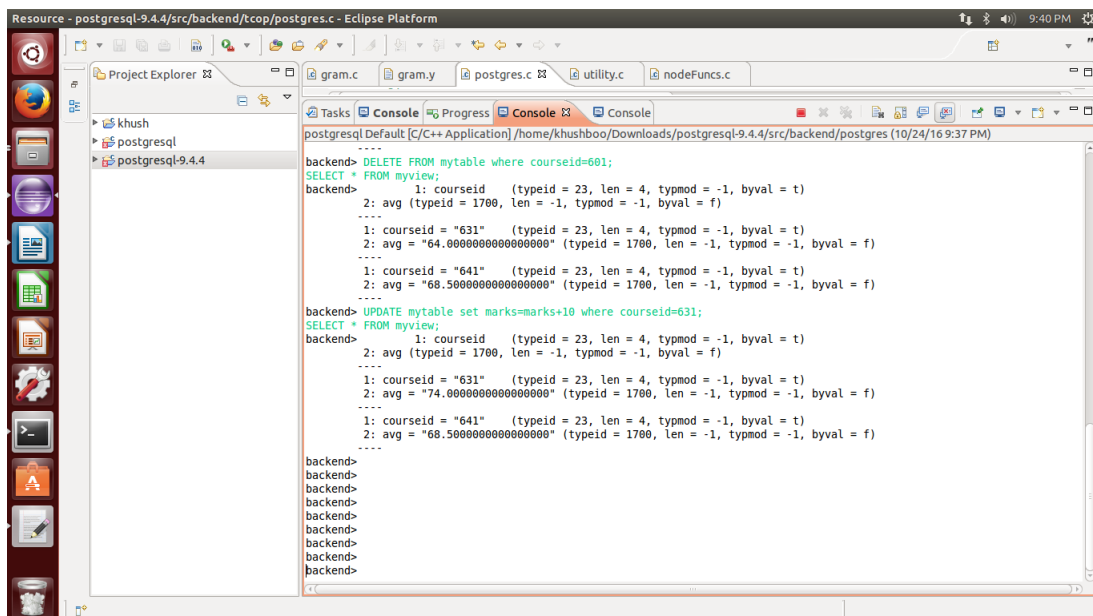 Resource - postgresql-9.4.4/src/backend/tcop/postgres.c - Eclipse Platform
9:40 PM
Project Explorer
khush
postgresql
postgresql-9.4.4
gram.c gram.y postgres.c utility.c nodeFuncs.c
Tasks Console Progress Console Console
postgresql Default [C/C++ Application] /home/khushboo/Downloads/postgresql-9.4.4/src/backend/postgres (10/24/16 9:37 PM)
----
backend> DELETE FROM mytable where courseid=601;
SELECT * FROM myview;
backend> 1: courseid (typeid = 23, len = 4, typmod = -1, byval = t)
2: avg (typeid = 1700, len = -1, typmod = -1, byval = f)
----
1: courseid = "631" (typeid = 23, len = 4, typmod = -1, byval = t)
2: avg = "64.0000000000000000" (typeid = 1700, len = -1, typmod = -1, byval = f)
----
1: courseid = "641" (typeid = 23, len = 4, typmod = -1, byval = t)
2: avg = "68.5000000000000000" (typeid = 1700, len = -1, typmod = -1, byval = f)
----
backend> UPDATE mytable set marks=marks+10 where courseid=631;
SELECT * FROM myview;
backend> 1: courseid (typeid = 23, len = 4, typmod = -1, byval = t)
2: avg (typeid = 1700, len = -1, typmod = -1, byval = f)
----
1: courseid = "631" (typeid = 23, len = 4, typmod = -1, byval = t)
2: avg = "74.0000000000000000" (typeid = 1700, len = -1, typmod = -1, byval = f)
----
1: courseid = "641" (typeid = 23, len = 4, typmod = -1, byval = t)
2: avg = "68.5000000000000000" (typeid = 1700, len = -1, typmod = -1, byval = f)
----
backend>
backend>
backend>
backend>
backend>
backend>
backend>
backend>
backend>